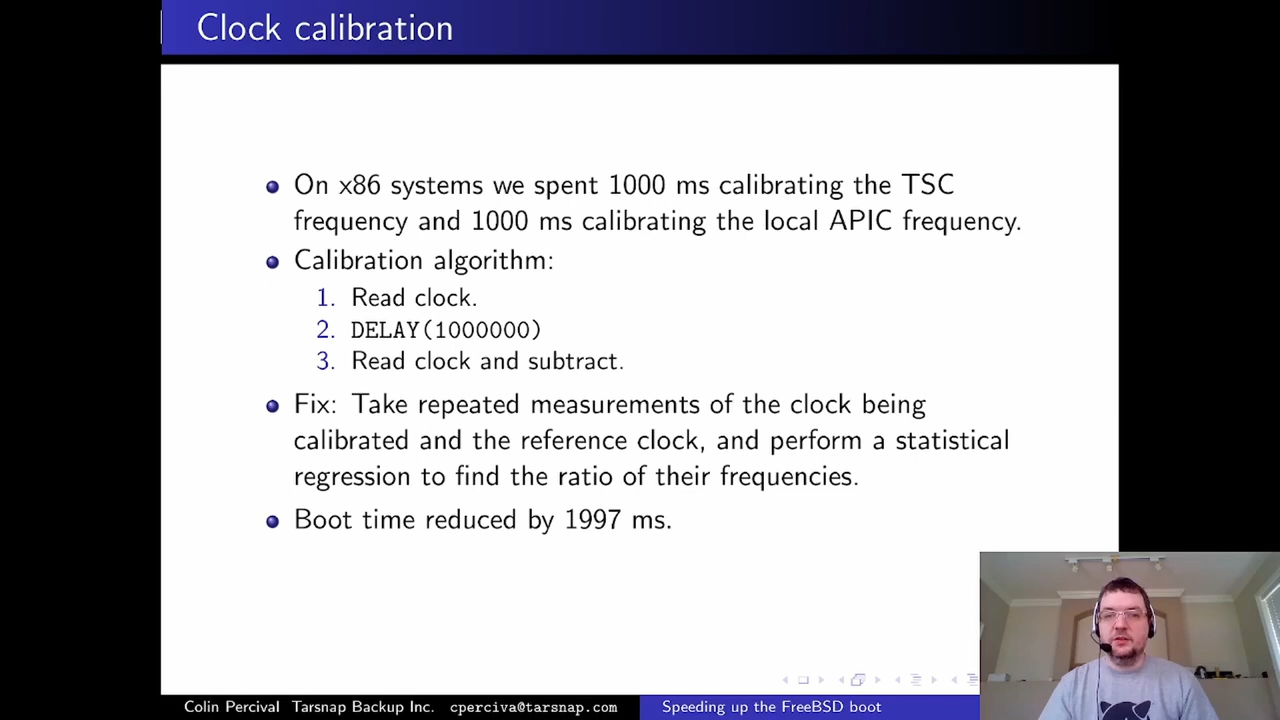 Clock calibration
On x86 systems we spent 1000 ms calibrating the TSC
frequency and 1000 ms calibrating the local APIC frequency.
Calibration algorithm:
1. Read clock.
2. DELAY(1000000)
3. Read clock and subtract.
Fix: Take repeated measurements of the clock being
calibrated and the reference clock, and perform a statistical
regression to find the ratio of their frequencies.
Boot time reduced by 1997 ms.
Colin Percival Tarsnap Backup Inc. cperciva@tarsnap.com Speeding up the FreeBSD boot